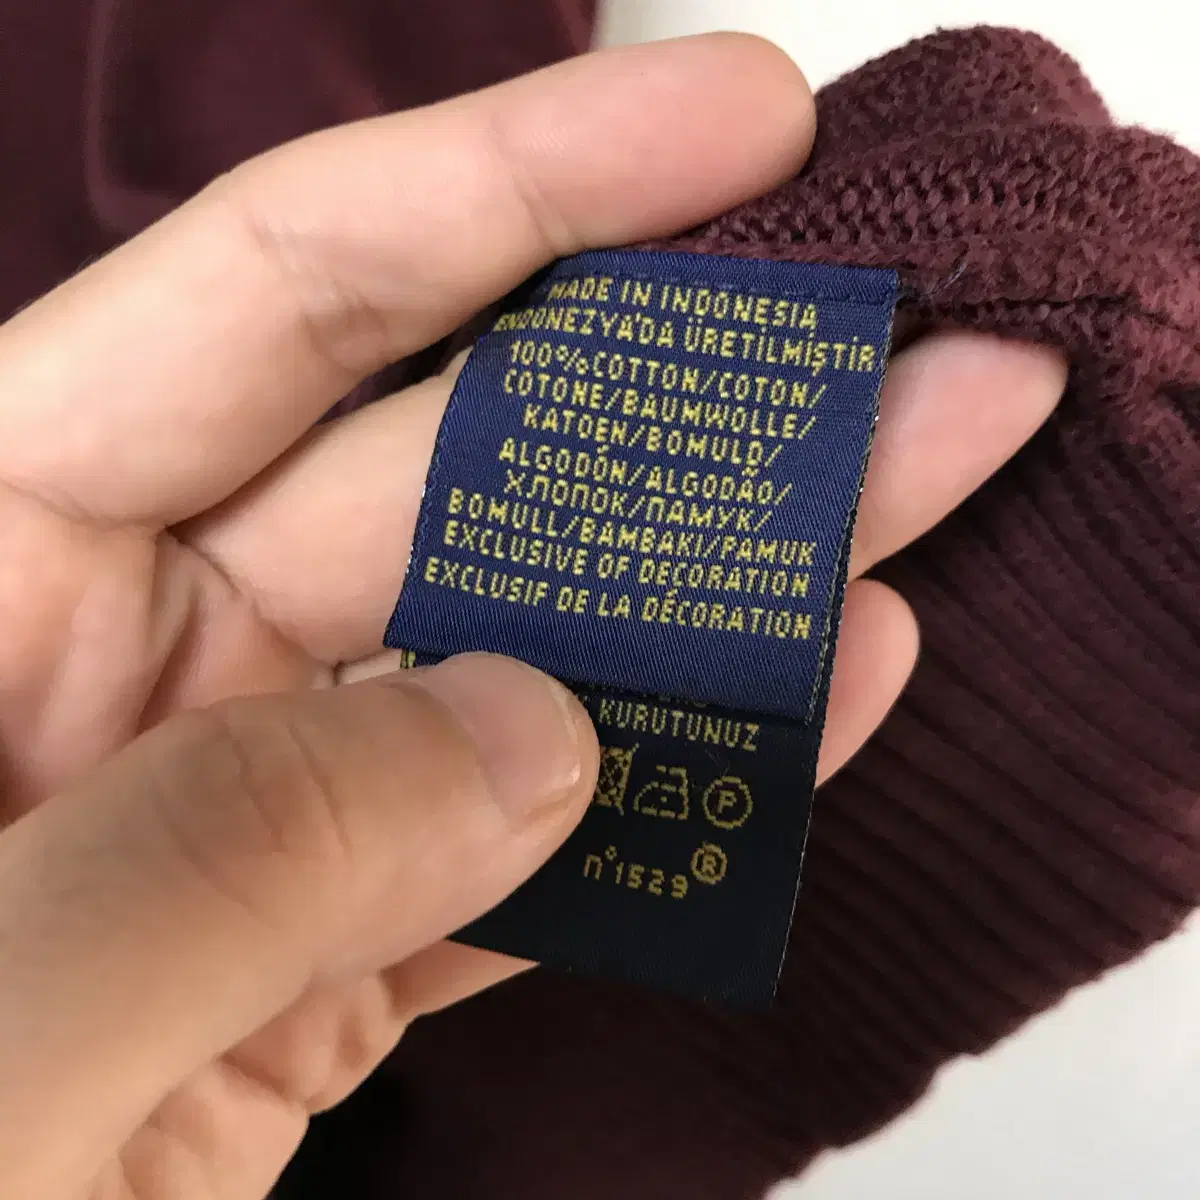 MADE IN INDONESIA
ENDONEZYA'DA ÜRETİLMİŞTİR
100% COTTON/COTON/
COTONE/BAUMWOLLE/
KATOEN/BOMULD/
ALGODÓN/ALGODÃO/
ХЛОПОК/ПАМУК/
BOMULL/BAMBAKI/PAMUK
EXCLUSIVE OF DECORATION
EXCLUSIF DE LA DÉCORATION
KURUTUNUZ
P
n°1529®